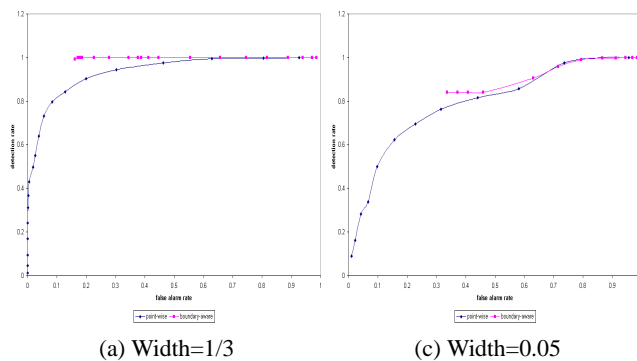 1.2
1
0.8
0.6
0.4
0.2
0
detection rate
0 0.1 0.2 0.3 0.4 0.5 0.6 0.7 0.8 0.9 1
false alarm rate
point-wise boundary-aware
(a) Width=1/3
1.2
1
0.8
0.6
0.4
0.2
0
detection rate
0 0.1 0.2 0.3 0.4 0.5 0.6 0.7 0.8 0.9
false alarm rate
point-wise boundary-aware
(c) Width=0.05